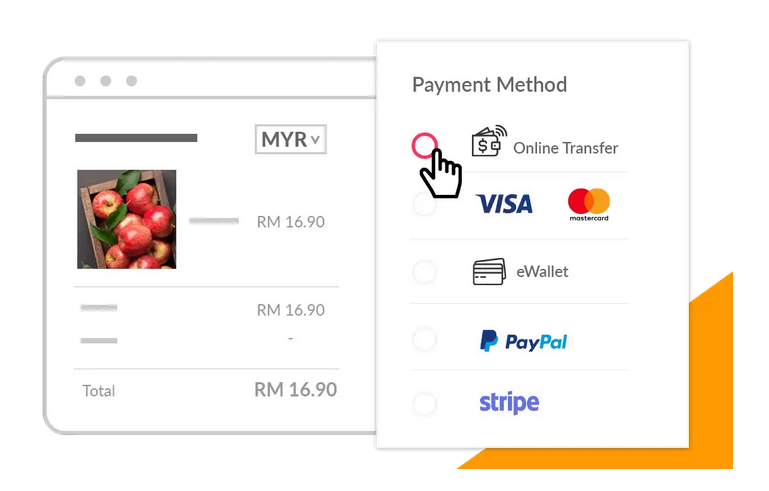 MYR
RM 16.90
RM 16.90
-
Total RM 16.90
Payment Method
Online Transfer
VISA mastercard
eWallet
PayPal
stripe